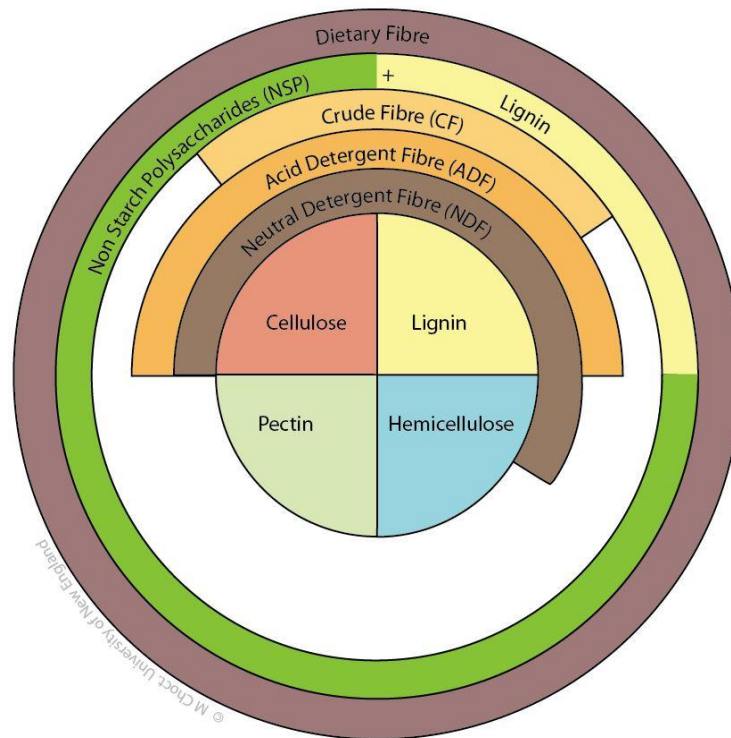 Dietary Fibre
Non Starch Polysaccharides (NSP)
+
Lignin
Crude Fibre (CF)
Acid Detergent Fibre (ADF)
Neutral Detergent Fibre (NDF)
Cellulose
Lignin
Pectin
Hemicellulose
© M Choct, University of New England